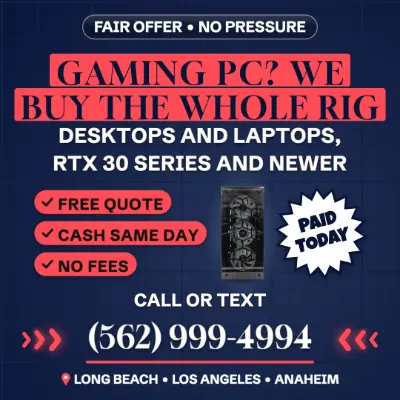 FAIR OFFER • NO PRESSURE
GAMING PC? WE
BUY THE WHOLE RIG
DESKTOPS AND LAPTOPS,
RTX 30 SERIES AND NEWER
FREE QUOTE
CASH SAME DAY
NO FEES
PAID
TODAY
CALL OR TEXT
(562) 999-4994
LONG BEACH • LOS ANGELES • ANAHEIM